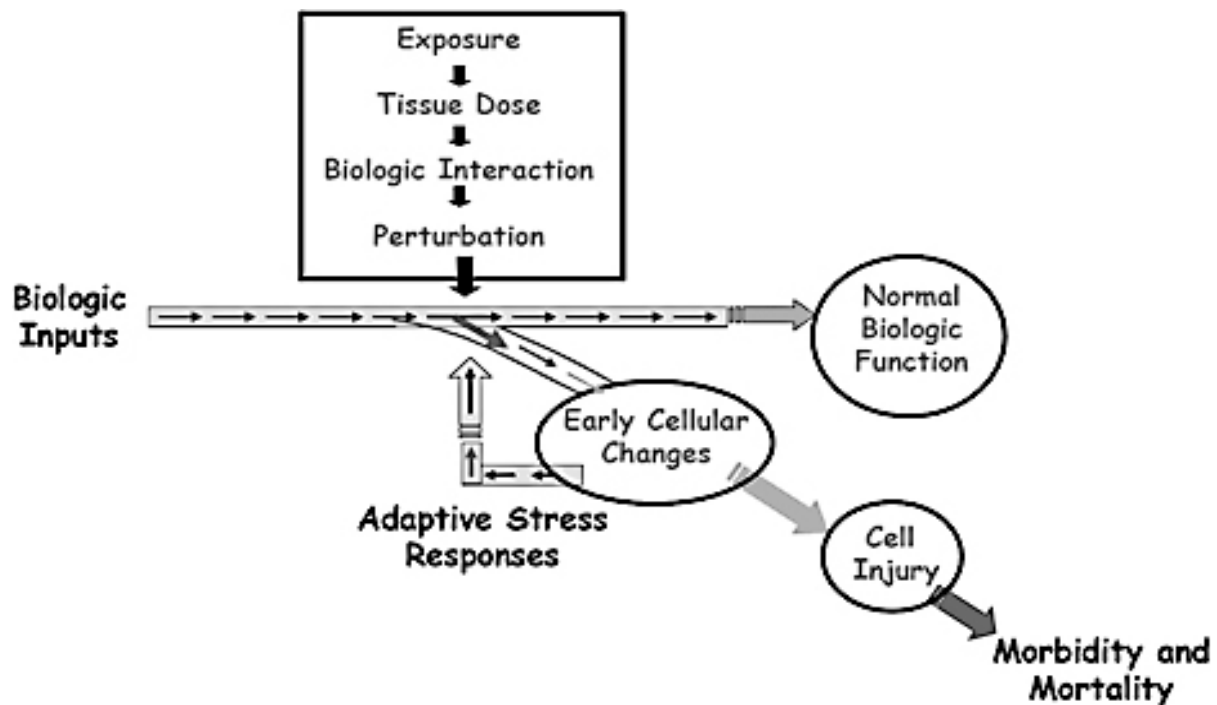 Exposure
Tissue Dose
Biologic Interaction
Perturbation
Biologic
Inputs
Normal
Biologic
Function
Early Cellular
Changes
Adaptive Stress
Responses
Cell
Injury
Morbidity and
Mortality